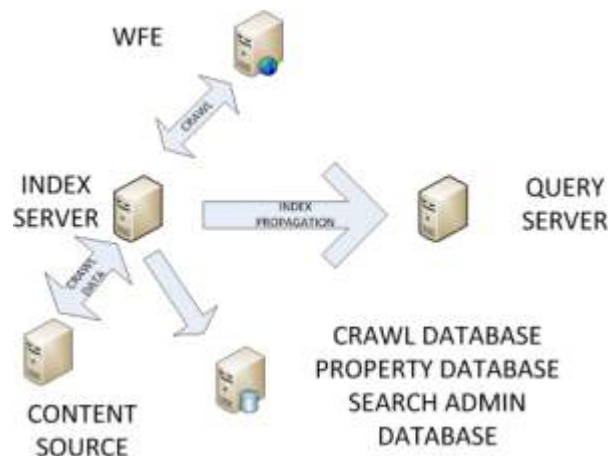 WFE
CRAWL
INDEX
SERVER
INDEX
PROPAGATION
QUERY
SERVER
CRAWL
DATA
CONTENT
SOURCE
CRAWL DATABASE
PROPERTY DATABASE
SEARCH ADMIN
DATABASE